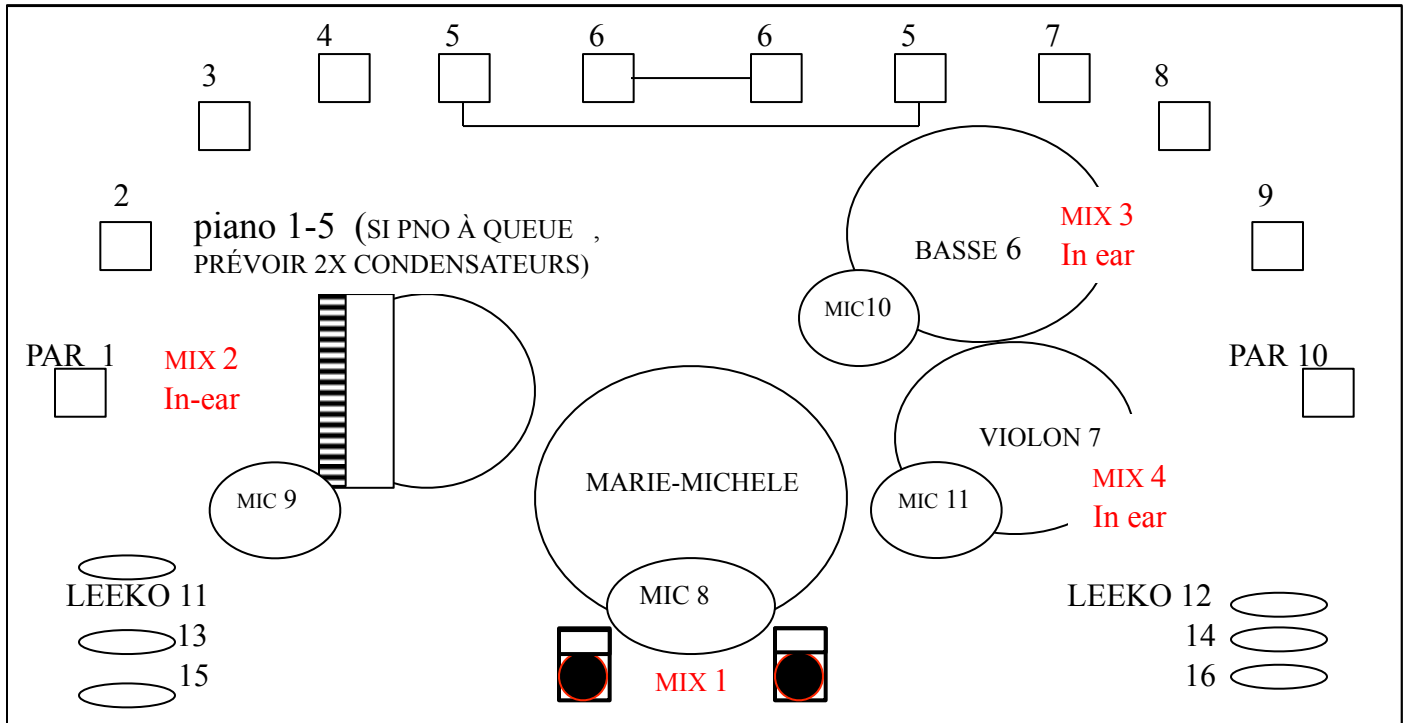 4
5
6
6
5
7
3
8
2
9
piano 1-5 (SI PNO À QUEUE ,
PRÉVOIR 2X CONDENSATEURS)
MIX 3
In ear
BASSE 6
MIC10
PAR 1
MIX 2
In-ear
PAR 10
VIOLON 7
MARIE-MICHELE
MIX 4
In ear
MIC 9
MIC 11
MIC 8
LEEKO 11
13
15
LEEKO 12
14
16
MIX 1